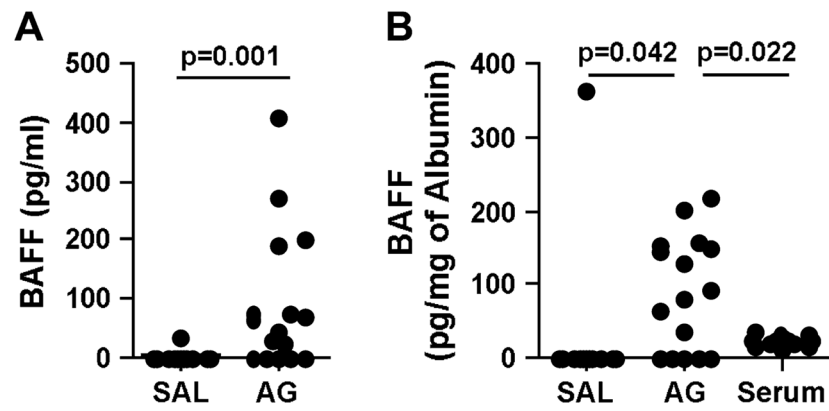 A
p=0.001
BAFF (pg/ml)
500
400
300
200
100
0
SAL
AG
B
p=0.042
p=0.022
BAFF
(pg/mg of Albumin)
400
300
200
100
0
SAL
AG
Serum